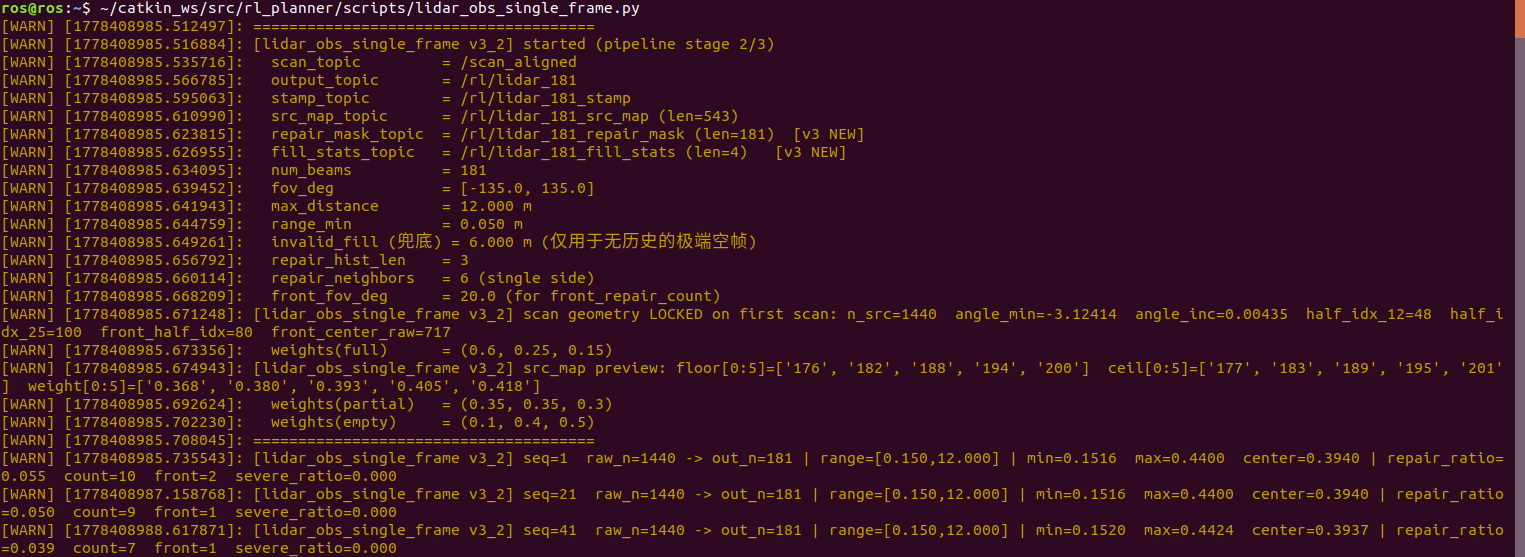 ros@ros:~$ ~/catkin_ws/src/rl_planner/scripts/lidar_obs_single_frame.py
[WARN] [1778408985.512497]: ======================================
[WARN] [1778408985.516884]: [lidar_obs_single_frame v3_2] started (pipeline stage 2/3)
[WARN] [1778408985.535716]:   scan_topic         = /scan_aligned
[WARN] [1778408985.566785]:   output_topic       = /rl/lidar_181
[WARN] [1778408985.595063]:   stamp_topic        = /rl/lidar_181_stamp
[WARN] [1778408985.610990]:   src_map_topic      = /rl/lidar_181_src_map (len=543)
[WARN] [1778408985.623815]:   repair_mask_topic  = /rl/lidar_181_repair_mask (len=181)  [v3 NEW]
[WARN] [1778408985.626955]:   fill_stats_topic   = /rl/lidar_181_fill_stats (len=4)   [v3 NEW]
[WARN] [1778408985.634095]:   num_beams          = 181
[WARN] [1778408985.639452]:   fov_deg            = [-135.0, 135.0]
[WARN] [1778408985.641943]:   max_distance       = 12.000 m
[WARN] [1778408985.644759]:   range_min          = 0.050 m
[WARN] [1778408985.649261]:   invalid_fill (兜底) = 6.000 m (仅用于无历史的极端空帧)
[WARN] [1778408985.656792]:   repair_hist_len    = 3
[WARN] [1778408985.660114]:   repair_neighbors   = 6 (single side)
[WARN] [1778408985.668209]:   front_fov_deg      = 20.0 (for front_repair_count)
[WARN] [1778408985.671248]: [lidar_obs_single_frame v3_2] scan geometry LOCKED on first scan: n_src=1440  angle_min=-3.12414  angle_inc=0.00435  half_idx_12=48  half_i
dx_25=100  front_half_idx=80  front_center_raw=717
[WARN] [1778408985.673356]:   weights(full)      = (0.6, 0.25, 0.15)
[WARN] [1778408985.674943]: [lidar_obs_single_frame v3_2] src_map preview: floor[0:5]=['176', '182', '188', '194', '200']  ceil[0:5]=['177', '183', '189', '195', '201'
]  weight[0:5]=['0.368', '0.380', '0.393', '0.405', '0.418']
[WARN] [1778408985.692624]:   weights(partial)   = (0.35, 0.35, 0.3)
[WARN] [1778408985.702230]:   weights(empty)     = (0.1, 0.4, 0.5)
[WARN] [1778408985.708045]: ======================================
[WARN] [1778408985.735543]: [lidar_obs_single_frame v3_2] seq=1  raw_n=1440 -> out_n=181 | range=[0.150,12.000] | min=0.1516  max=0.4400  center=0.3940 | repair_ratio=
0.055  count=10  front=2  severe_ratio=0.000
[WARN] [1778408987.158768]: [lidar_obs_single_frame v3_2] seq=21  raw_n=1440 -> out_n=181 | range=[0.150,12.000] | min=0.1516  max=0.4400  center=0.3940 | repair_ratio
=0.050  count=9  front=1  severe_ratio=0.000
[WARN] [1778408988.617871]: [lidar_obs_single_frame v3_2] seq=41  raw_n=1440 -> out_n=181 | range=[0.150,12.000] | min=0.1520  max=0.4424  center=0.3937 | repair_ratio
=0.039  count=7  front=1  severe_ratio=0.000